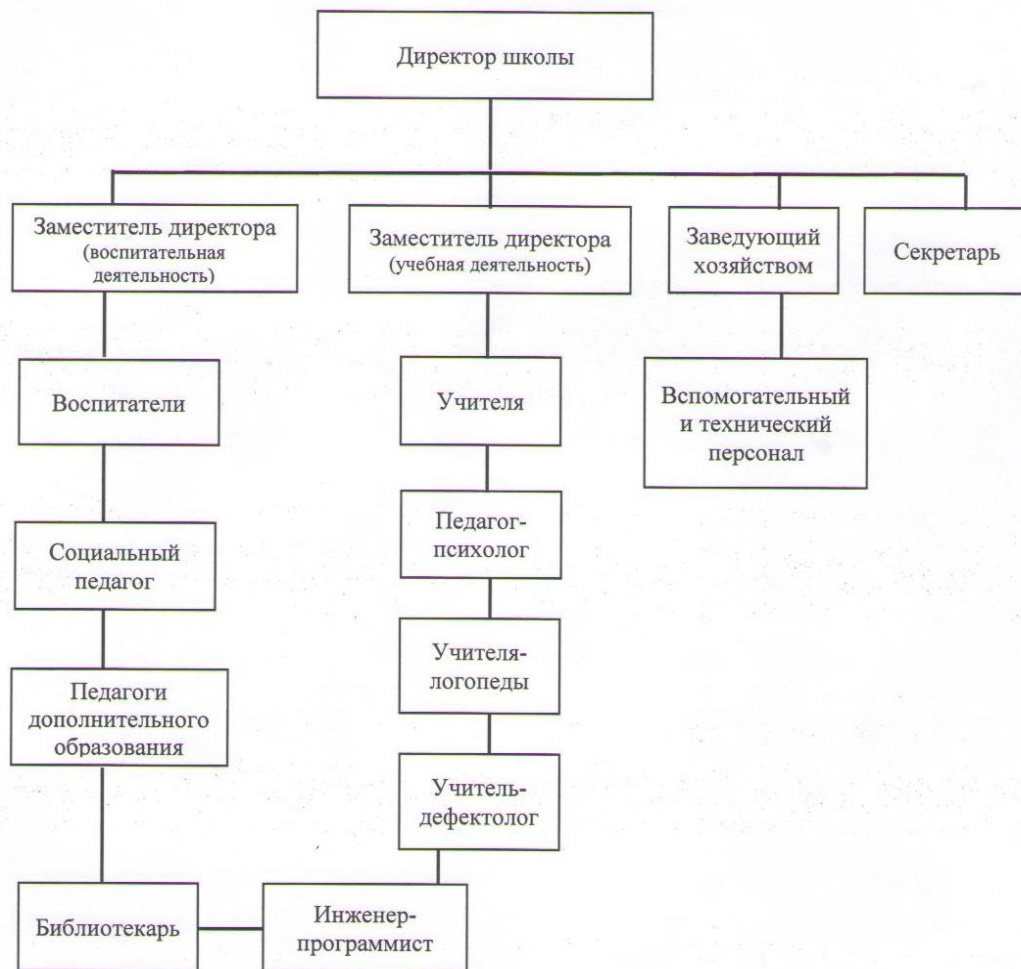 Директор школы
Заместитель директора
(воспитательная
деятельность)
Заместитель директора
(учебная деятельность)
Заведующий
хозяйством
Секретарь
Воспитатели
Учителя
Вспомогательный
и технический
персонал
Педагог-
психолог
Социальный
педагог
Учителя-
логопеды
Педагоги
дополнительного
образования
Учитель-
дефектолог
Библиотекарь
Инженер-
программист